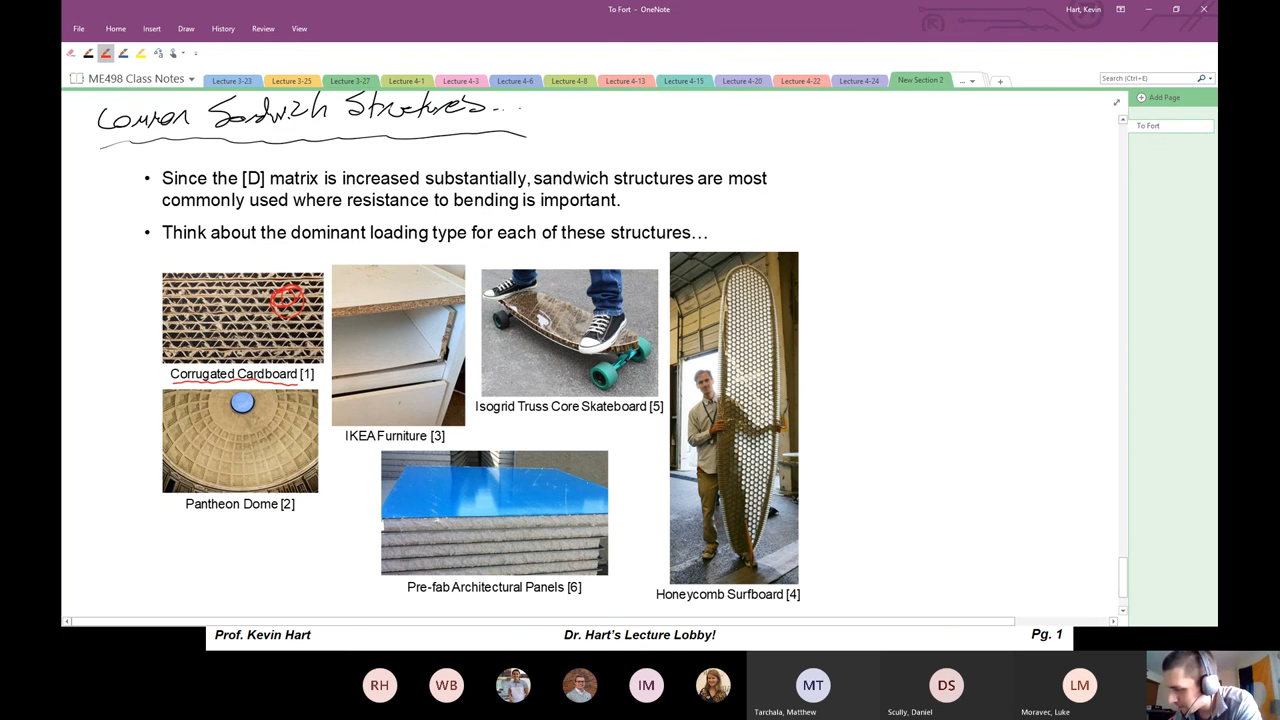 To Fort - OneNote
Hart, Kevin
File Home Insert Draw History Review View
ME498 Class Notes
Lecture 3-23 Lecture 3-25 Lecture 3-27 Lecture 4-1 Lecture 4-3 Lecture 4-6 Lecture 4-8 Lecture 4-13 Lecture 4-15 Lecture 4-20 Lecture 4-22 Lecture 4-24 New Section 2 ...
Search (Ctrl+E)
Add Page
To Fort
Sandwich Structures...
• Since the [D] matrix is increased substantially, sandwich structures are most
commonly used where resistance to bending is important.
• Think about the dominant loading type for each of these structures…
Corrugated Cardboard [1]
Isogrid Truss Core Skateboard [5]
IKEA Furniture [3]
Pantheon Dome [2]
Pre-fab Architectural Panels [6]
Honeycomb Surfboard [4]
Prof. Kevin Hart Dr. Hart's Lecture Lobby! Pg. 1
RH WB IM MT DS LM
Tarchala, Matthew Scully, Daniel Moravec, Luke